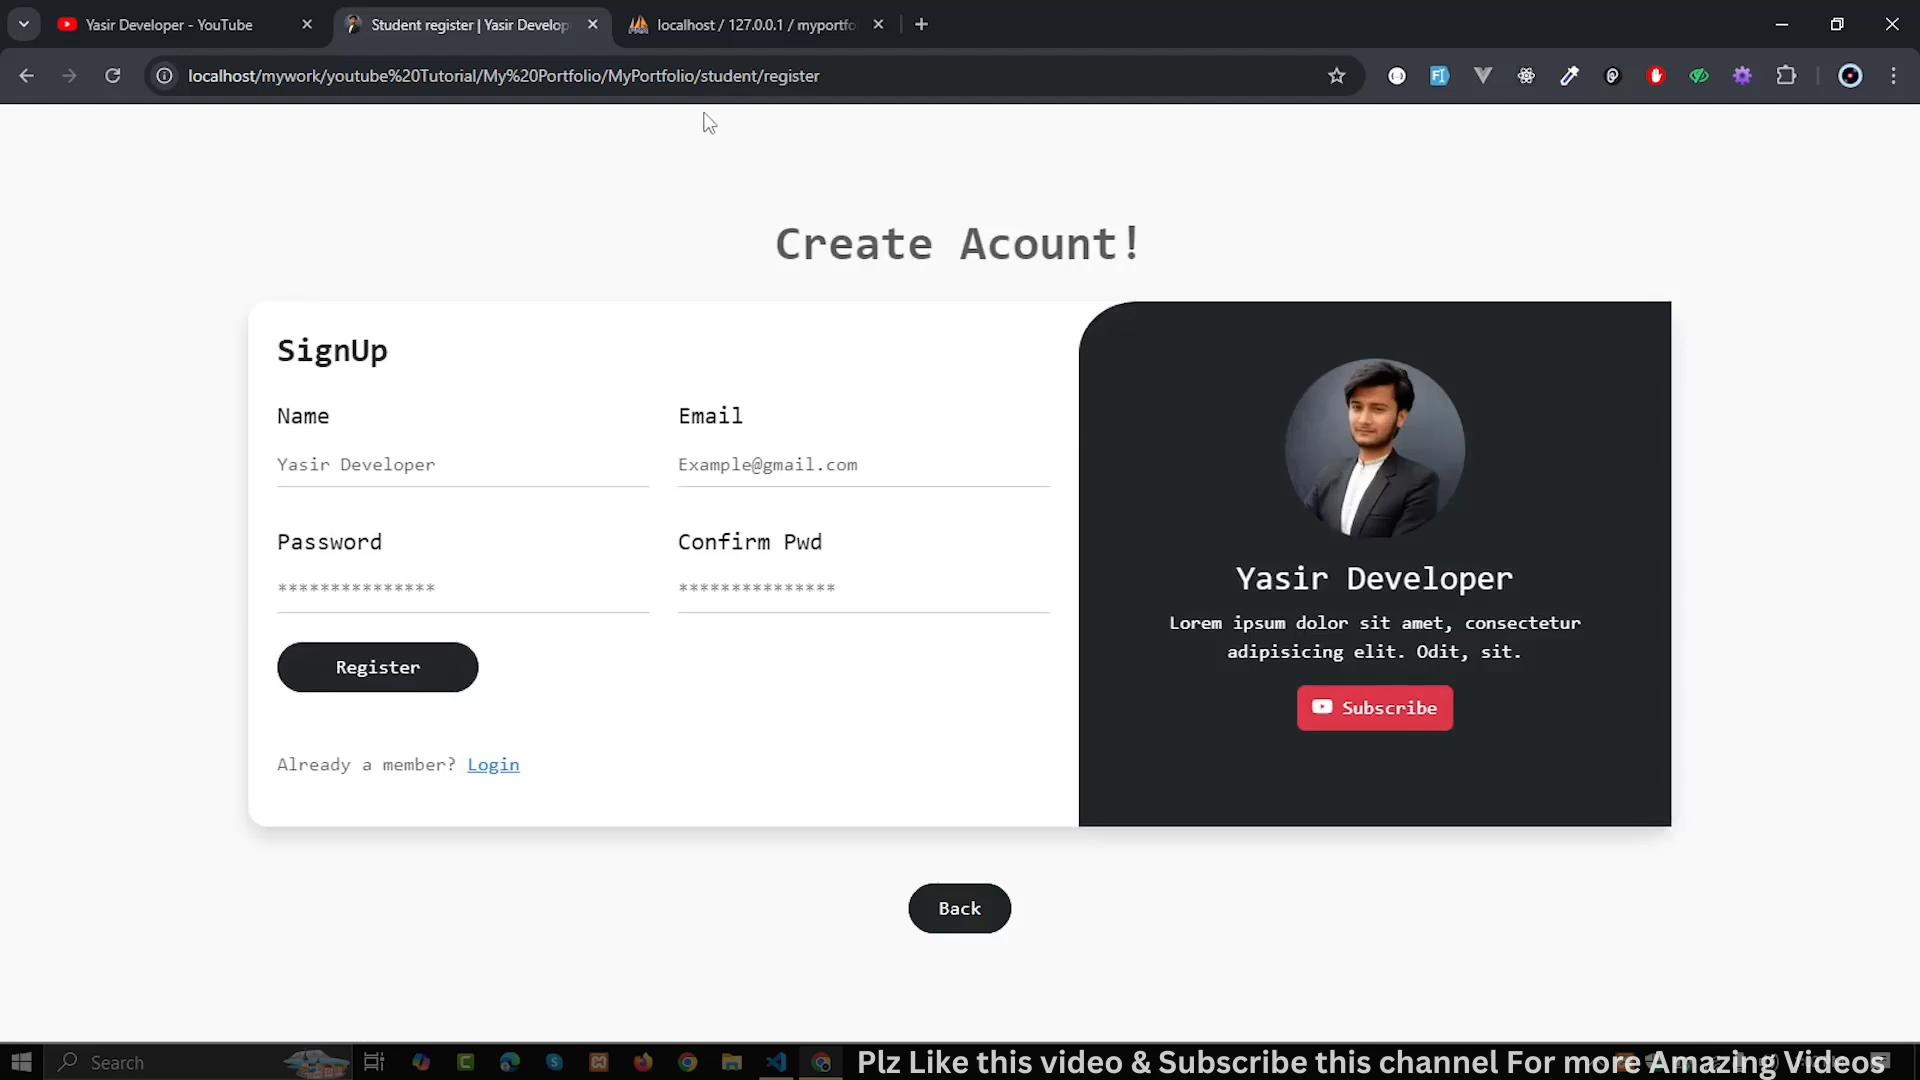 Yasir Developer - YouTube
Student register | Yasir Develop
localhost / 127.0.0.1 / myportfo
localhost/mywork/youtube%20Tutorial/My%20Portfolio/MyPortfolio/student/register
Create Acount!
SignUp
Name
Email
Yasir Developer
Example@gmail.com
Password
Confirm Pwd
***************
***************
Register
Already a member? Login
Yasir Developer
Lorem ipsum dolor sit amet, consectetur
adipisicing elit. Odit, sit.
Subscribe
Back
Search
Plz Like this video & Subscribe this channel For more Amazing Videos